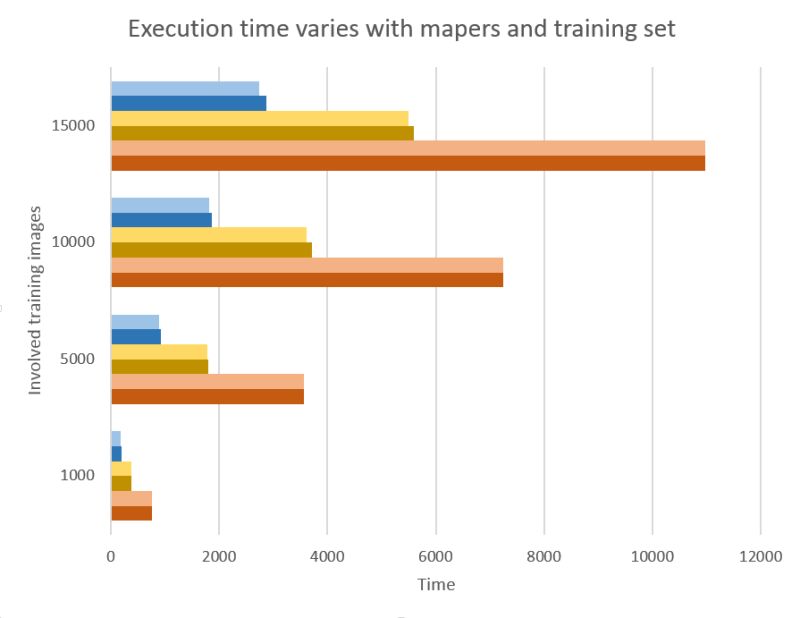 Execution time varies with mapers and training set
Involved training images
15000
10000
5000
1000
0 2000 4000 6000 8000 10000 12000
Time